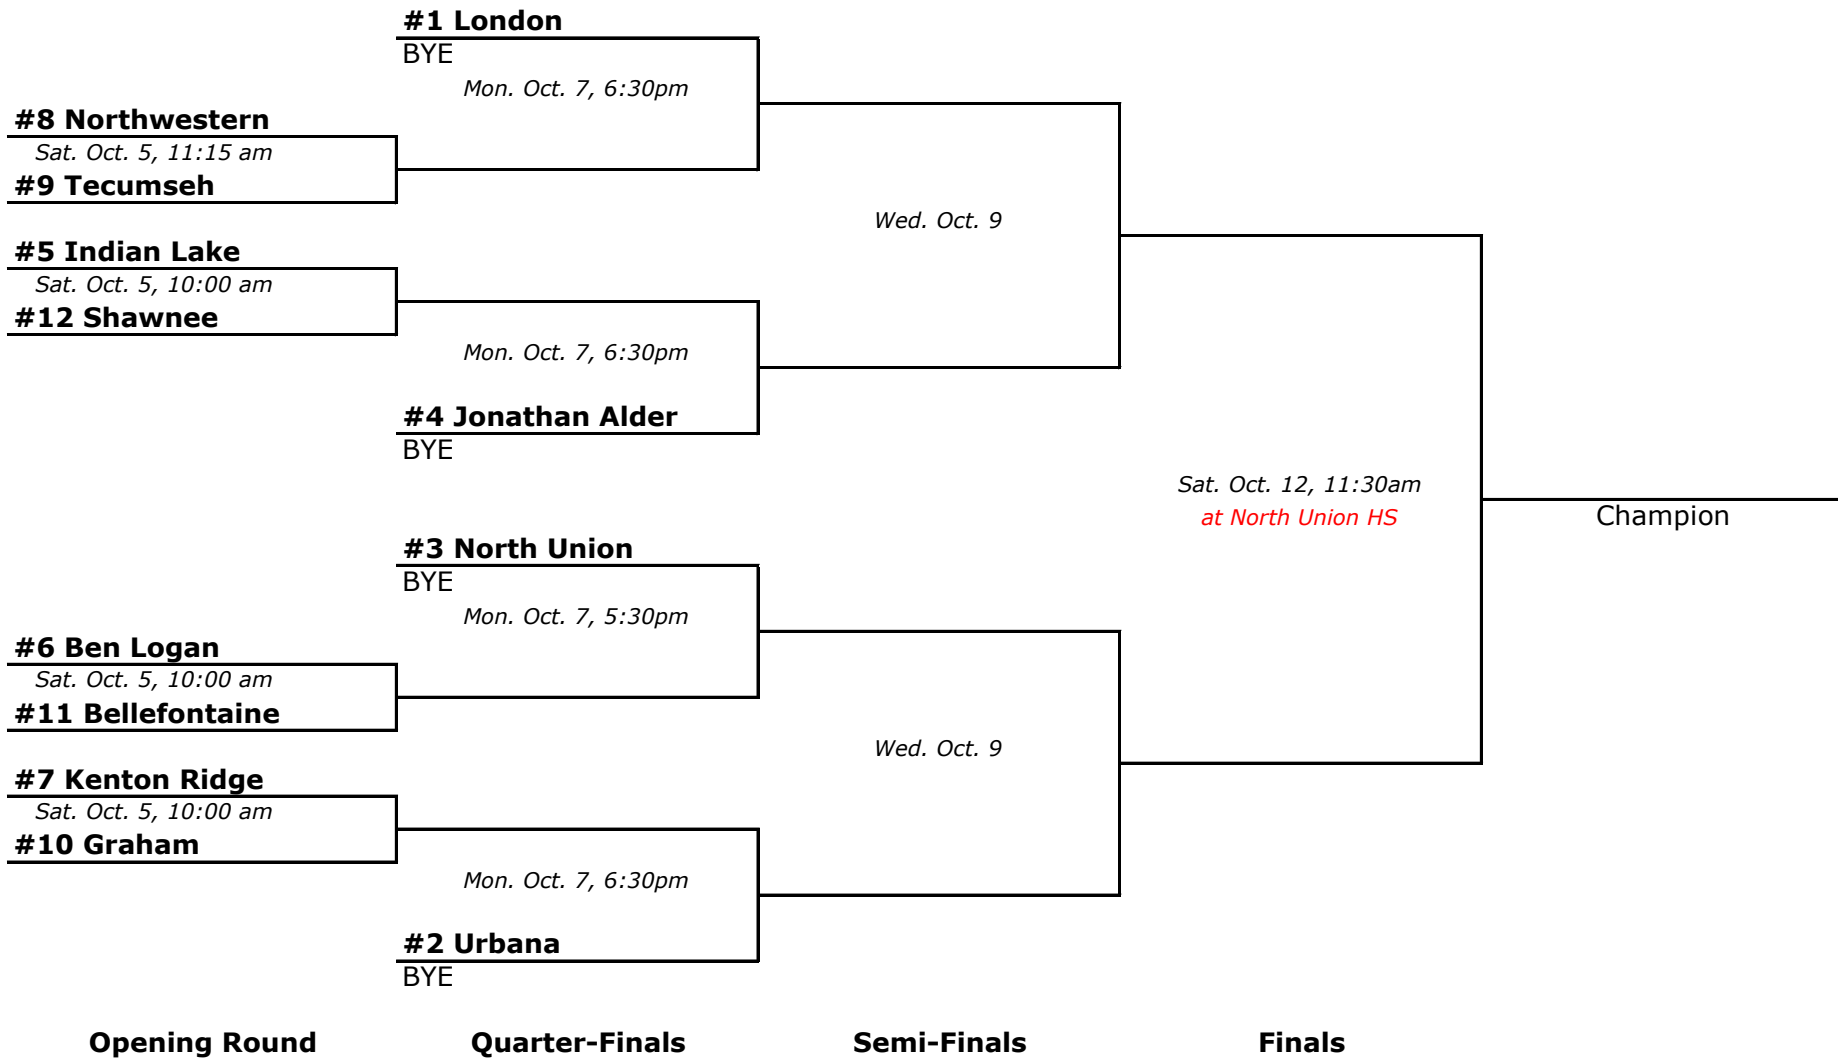 #1 London
BYE
Mon. Oct. 7, 6:30pm
#8 Northwestern
Sat. Oct. 5, 11:15 am
#9 Tecumseh
Wed. Oct. 9
#5 Indian Lake
Sat. Oct. 5, 10:00 am
#12 Shawnee
Mon. Oct. 7, 6:30pm
#4 Jonathan Alder
BYE
Sat. Oct. 12, 11:30am
at North Union HS
Champion
#3 North Union
BYE
Mon. Oct. 7, 5:30pm
#6 Ben Logan
Sat. Oct. 5, 10:00 am
#11 Bellefontaine
Wed. Oct. 9
#7 Kenton Ridge
Sat. Oct. 5, 10:00 am
#10 Graham
Mon. Oct. 7, 6:30pm
#2 Urbana
BYE
Opening Round
Quarter-Finals
Semi-Finals
Finals